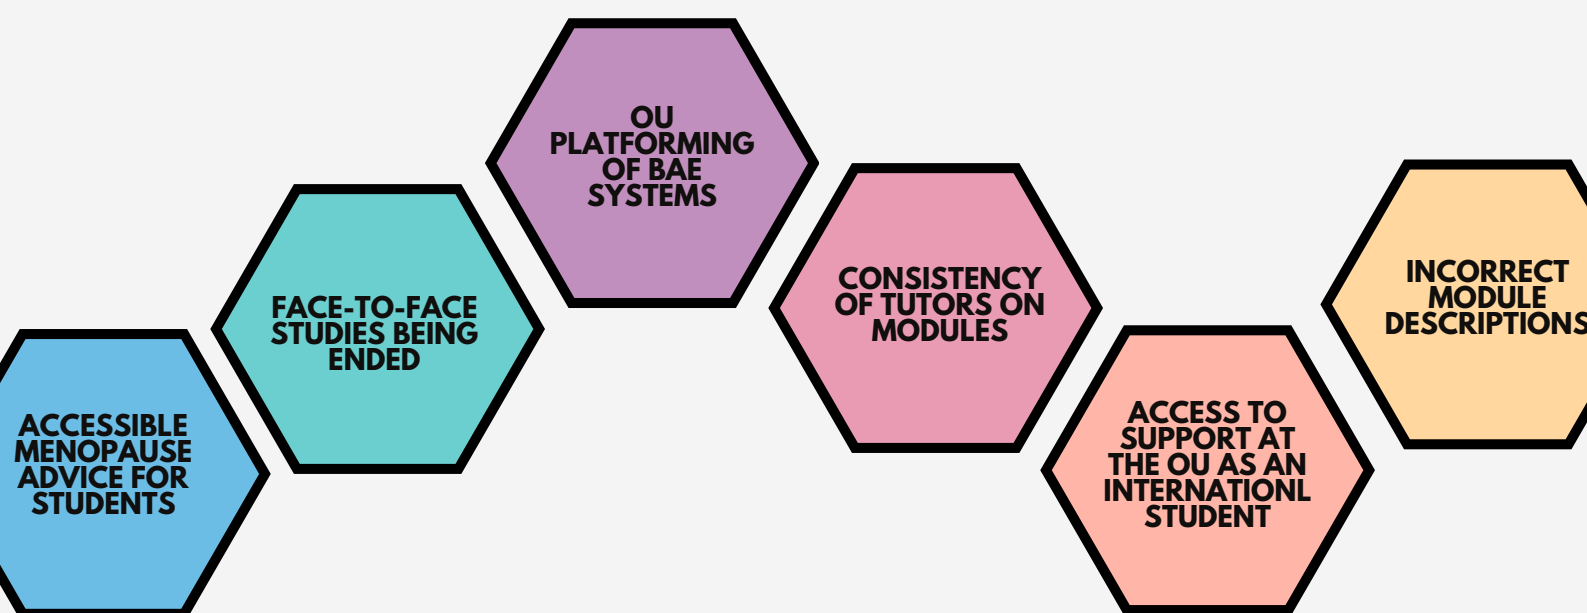 ACCESSIBLE
MENOPAUSE
ADVICE FOR
STUDENTS
FACE-TO-FACE
STUDIES BEING
ENDED
OU
PLATFORMING
OF BAE
SYSTEMS
CONSISTENCY
OF TUTORS ON
MODULES
ACCESS TO
SUPPORT AT
THE OU AS AN
INTERNATIONL
STUDENT
INCORRECT
MODULE
DESCRIPTIONS